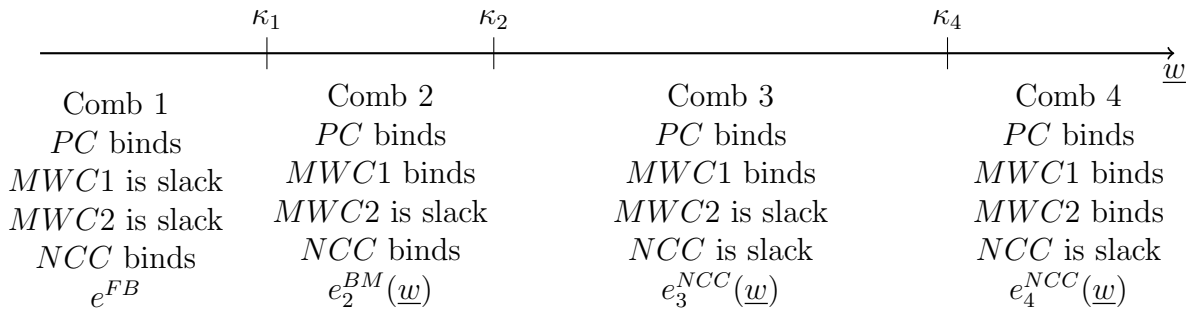 κ₁ κ₂ κ₄
w
Comb 1
PC binds
MWC1 is slack
MWC2 is slack
NCC binds
e^{FB}
Comb 2
PC binds
MWC1 binds
MWC2 is slack
NCC binds
e_2^{BM}(w)
Comb 3
PC binds
MWC1 binds
MWC2 is slack
NCC is slack
e_3^{NCC}(w)
Comb 4
PC binds
MWC1 binds
MWC2 binds
NCC is slack
e_4^{NCC}(w)